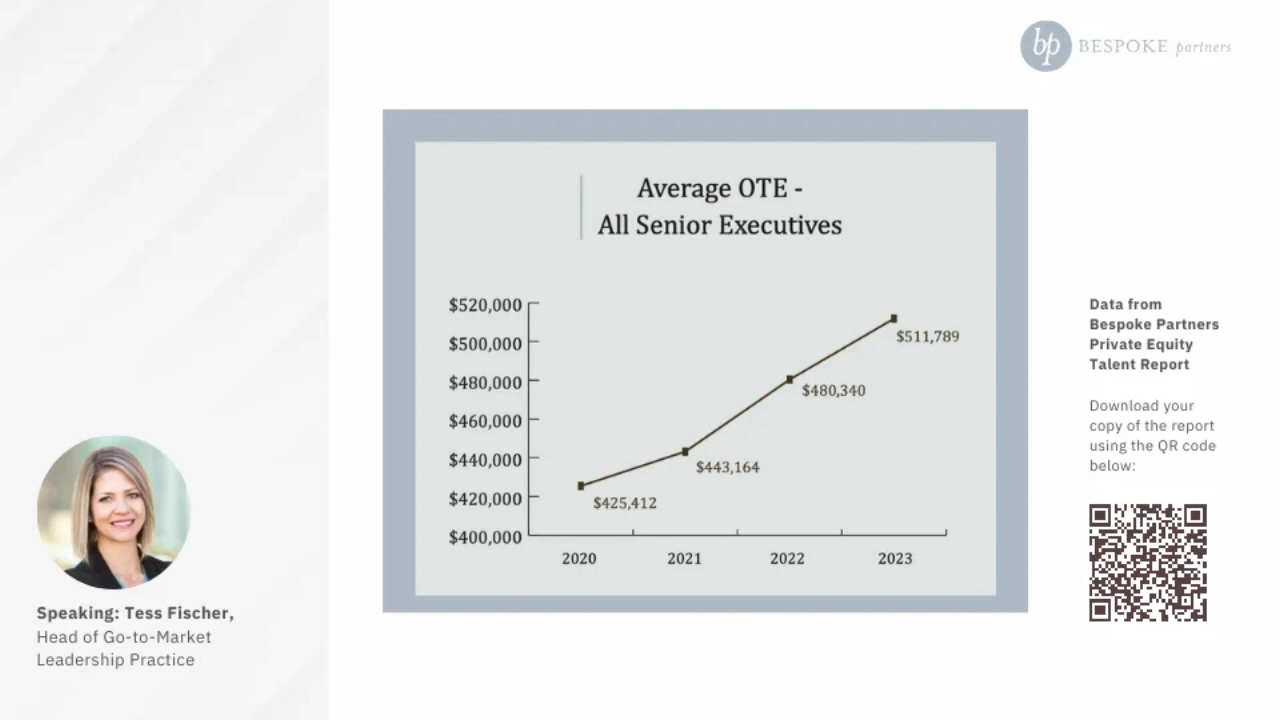 bp BESPOKE partners
Average OTE -
All Senior Executives
$520,000
$500,000
$480,000
$460,000
$440,000
$420,000
$400,000
$425,412
$443,164
$480,340
$511,789
2020 2021 2022 2023
Data from
Bespoke Partners
Private Equity
Talent Report
Download your
copy of the report
using the QR code
below:
Speaking: Tess Fischer,
Head of Go-to-Market
Leadership Practice